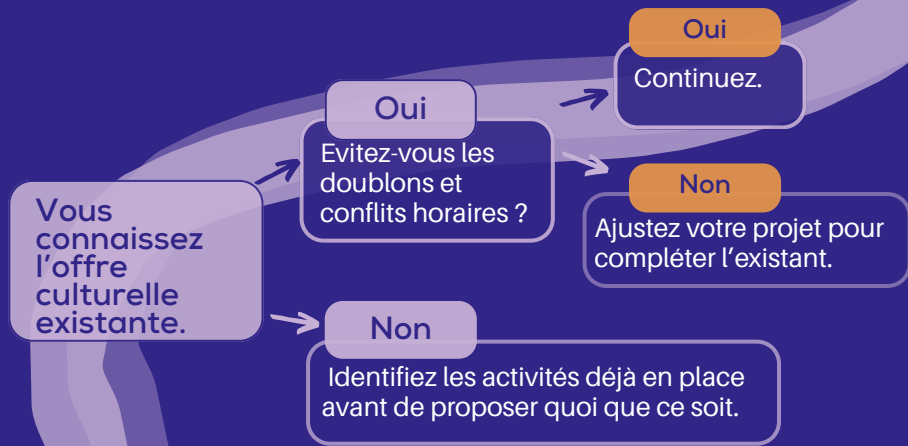 Vous
connaissez
l'offre
culturelle
existante.
Oui
Evitez-vous les
doublons et
conflits horaires ?
Oui
Continuez.
Non
Ajustez votre projet pour
compléter l'existant.
Non
Identifiez les activités déjà en place
avant de proposer quoi que ce soit.